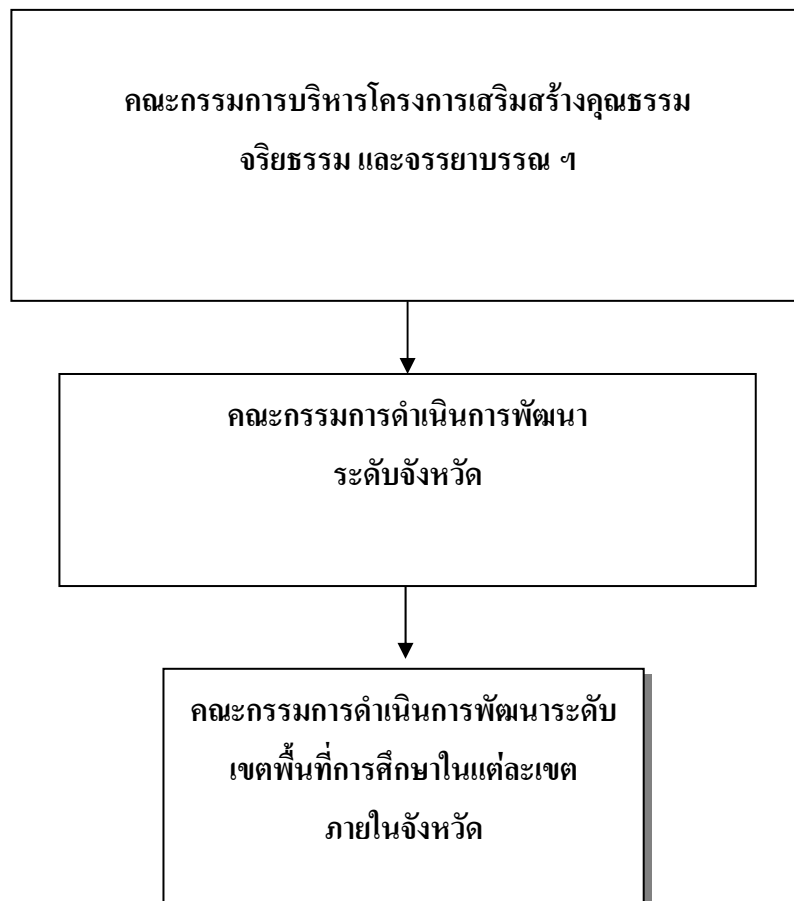 คณะกรรมการบริหารโครงการเสริมสร้างคุณธรรม
จริยธรรม และจรรยาบรรณ ฯ
คณะกรรมการดำเนินการพัฒนา
ระดับจังหวัด
คณะกรรมการดำเนินการพัฒนาระดับ
เขตพื้นที่การศึกษาในแต่ละเขต
ภายในจังหวัด